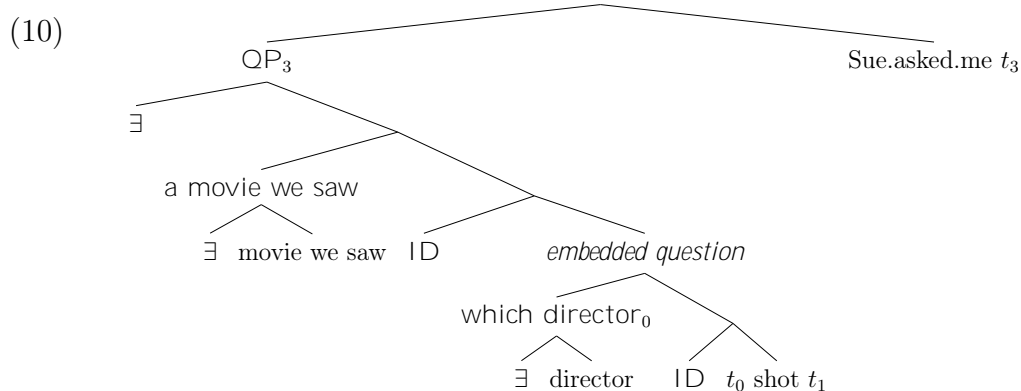 (10)
QP₃ Sue.asked.me t₃
∃
a movie we saw
∃ movie we saw ID embedded question
which director₀
∃ director ID t₀ shot t₁